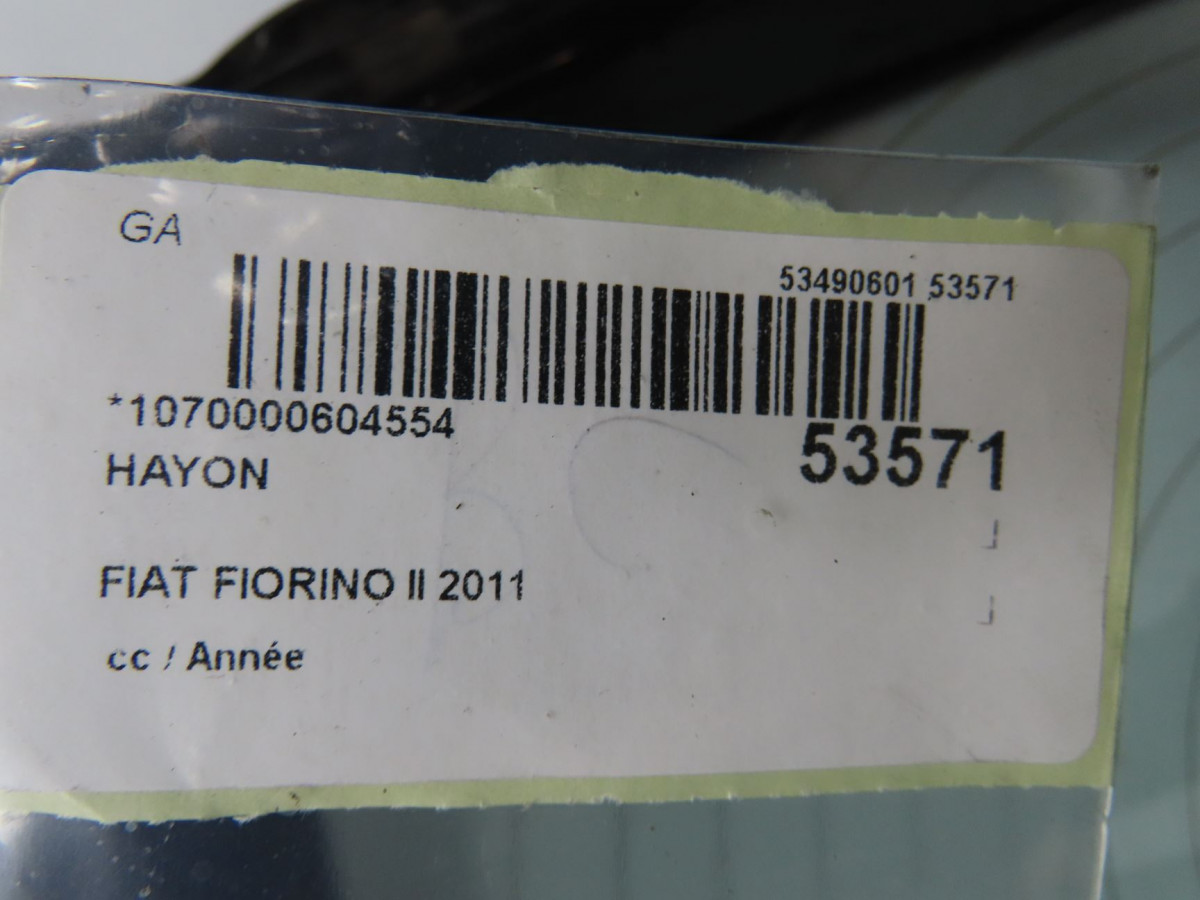 GA
53490601 53571
*1070000604554
53571
HAYON
FIAT FIORINO II 2011
cc / Année